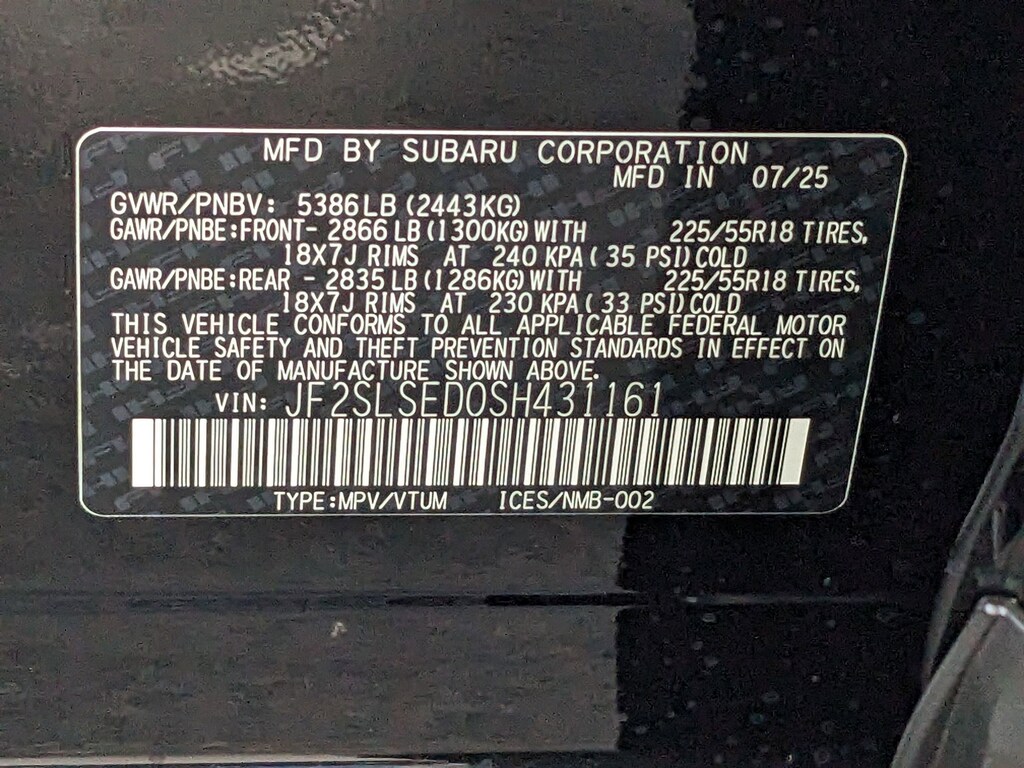 MFD BY SUBARU CORPORATION
MFD IN 07/25
GVWR/PNBV: 5386LB (2443KG)
GAWR/PNBE:FRONT- 2866 LB (1300KG) WITH 225/55R18 TIRES,
18X7J RIMS AT 240 KPA ( 35 PSI) COLD
GAWR/PNBE:REAR - 2835 LB (1286KG) WITH 225/55R18 TIRES,
18X7J RIMS AT 230 KPA ( 33 PSI) COLD
THIS VEHICLE CONFORMS TO ALL APPLICABLE FEDERAL MOTOR
VEHICLE SAFETY AND THEFT PREVENTION STANDARDS IN EFFECT ON
THE DATE OF MANUFACTURE SHOWN ABOVE.
VIN: JF2SLSED0SH431161
TYPE:MPV/VTUM ICES/NMB-002